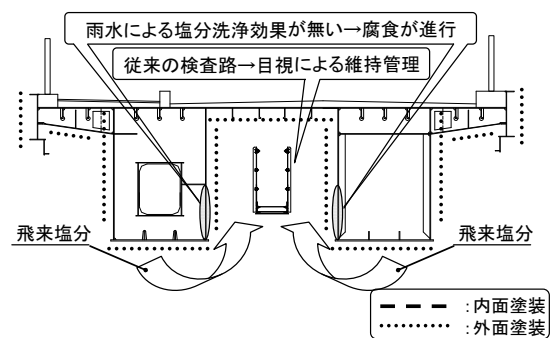 雨水による塩分洗浄効果が無い→腐食が進行
従来の検査路→目視による維持管理
飛来塩分
飛来塩分
:内面塗装
:外面塗装